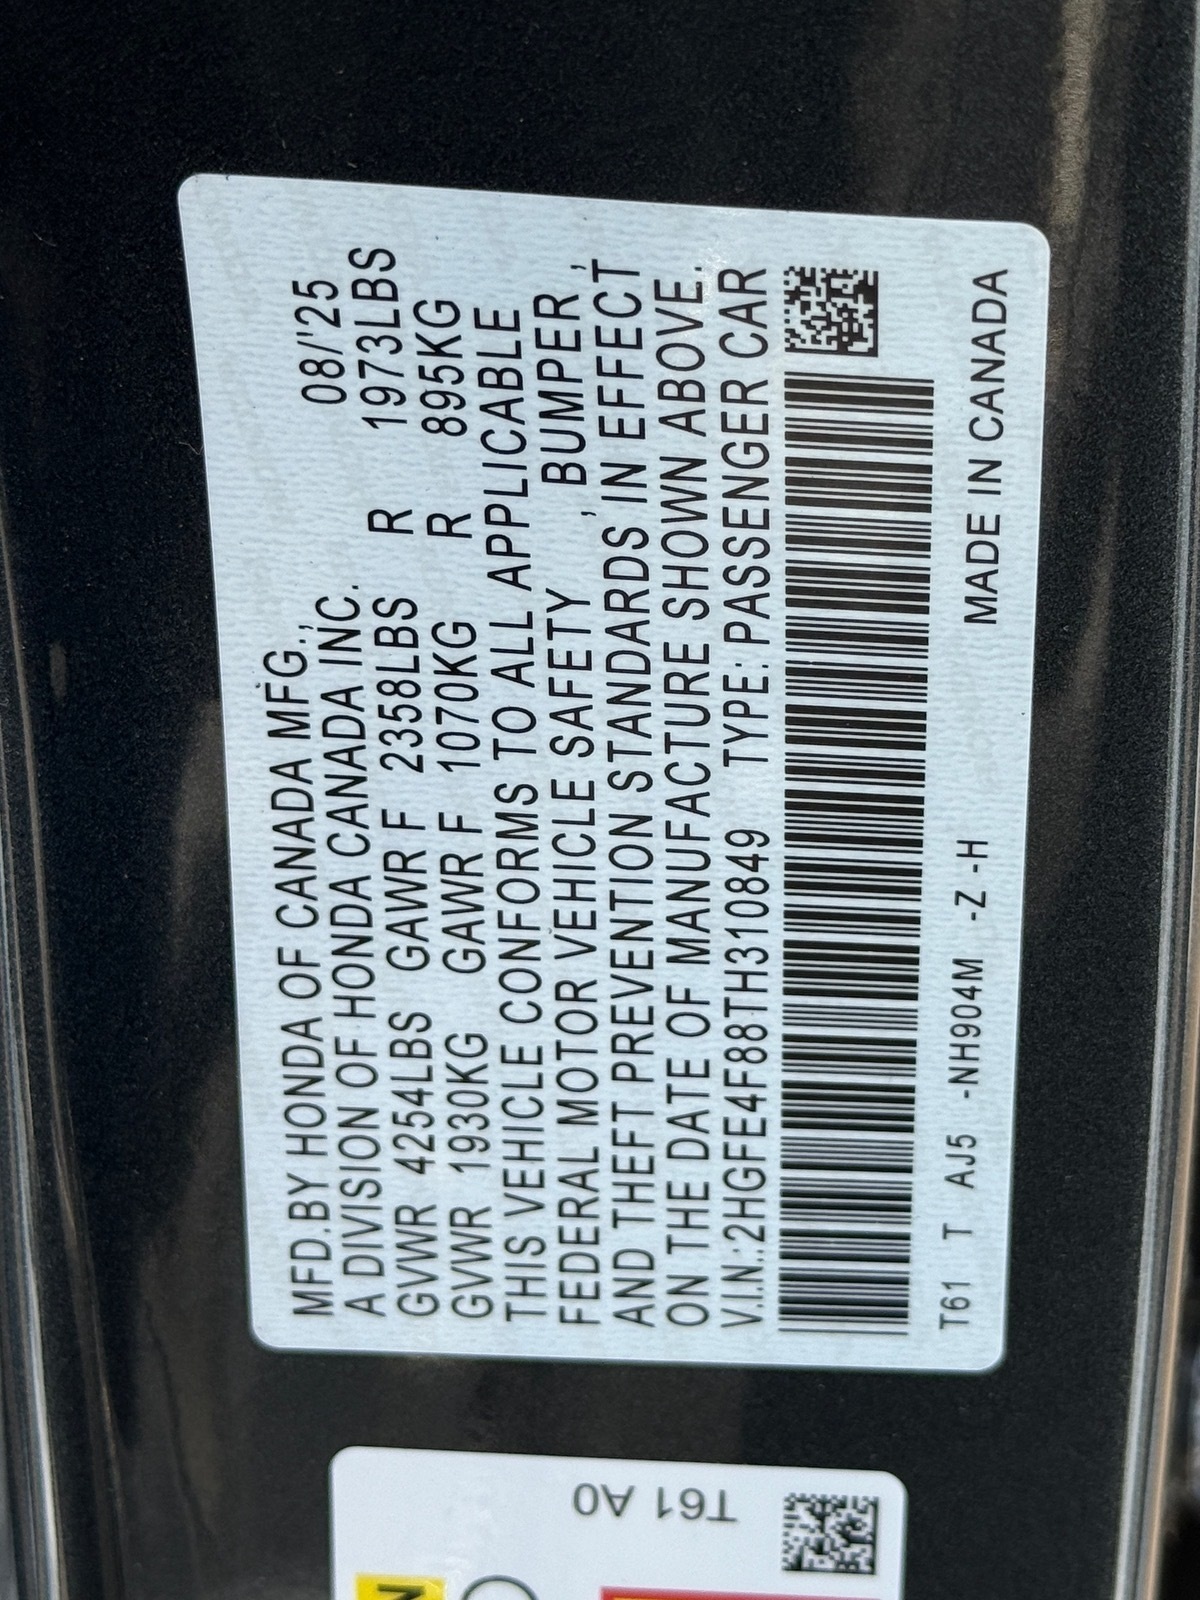 MFD.BY HONDA OF CANADA MFG.,
A DIVISION OF HONDA CANADA INC. 08/'25
GVWR 4254LBS GAWR F 2358LBS R 1973LBS
GVWR 1930KG GAWR F 1070KG R 895KG
THIS VEHICLE CONFORMS TO ALL APPLICABLE
FEDERAL MOTOR VEHICLE SAFETY , BUMPER ,
AND THEFT PREVENTION STANDARDS IN EFFECT
ON THE DATE OF MANUFACTURE SHOWN ABOVE.
V.I.N.:2HGFE4F88TH310849 TYPE: PASSENGER CAR
T61 T AJ5 -NH904M -Z -H MADE IN CANADA
T61 A0